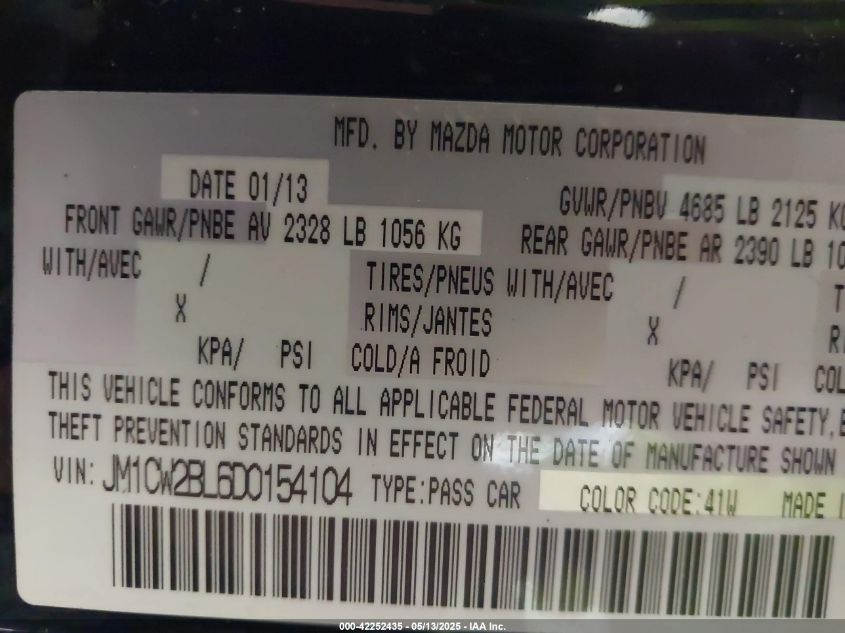 MFD. BY MAZDA MOTOR CORPORATION
DATE 01/13
GVWR/PNBV 4685 LB 2125
FRONT GAWR/PNBE AV 2328 LB 1056 KG
REAR GAWR/PNBE AR 2390 LB
WITH/AVEC / TIRES/PNEUS WITH/AVEC /
X RIMS/JANTES X
KPA/ PSI COLD/A FROID KPA/ PSI
THIS VEHICLE CONFORMS TO ALL APPLICABLE FEDERAL MOTOR VEHICLE SAFETY,
THEFT PREVENTION STANDARDS IN EFFECT ON THE DATE OF MANUFACTURE SHOWN
VIN: JM1CW2BL6D0154104 TYPE:PASS CAR COLOR CODE:41W MADE
000-42252435 - 05/13/2025 - IAA Inc.